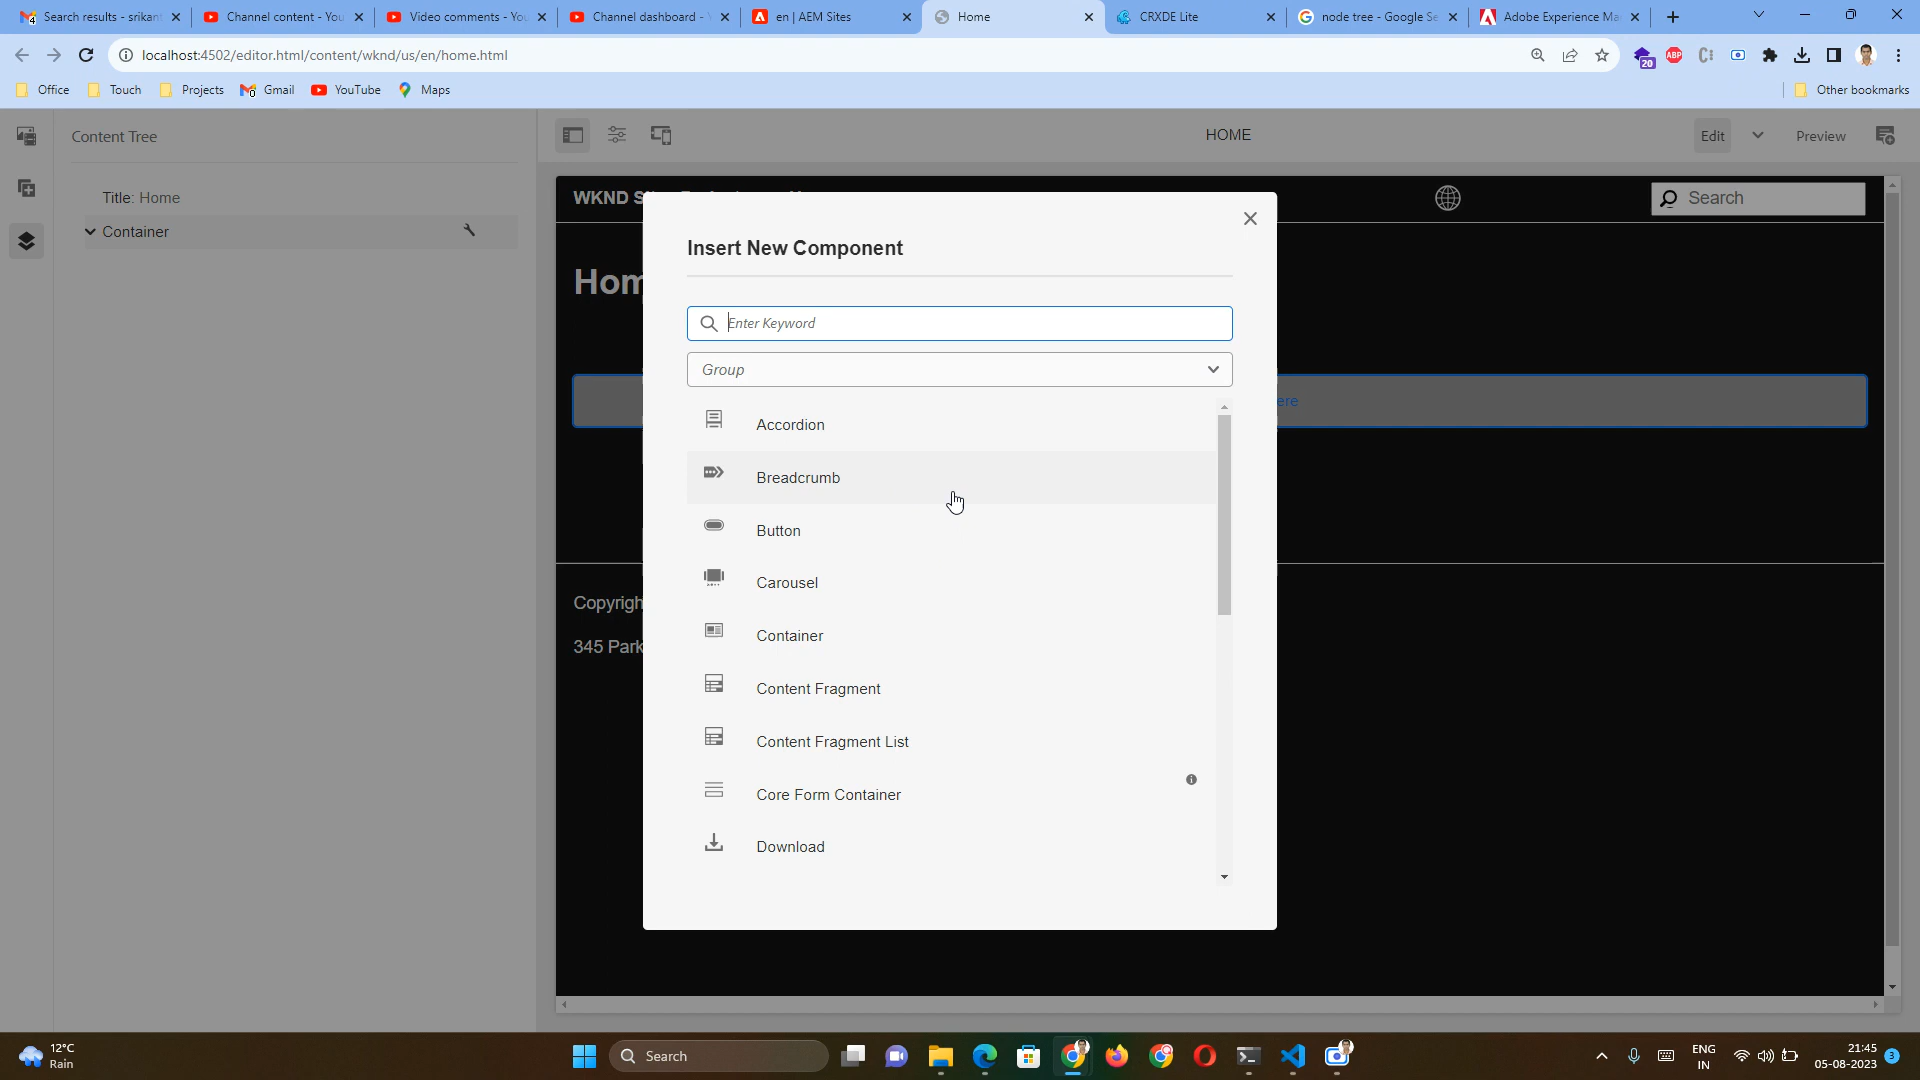 Search results - srikan
Channel content - You
Video comments - You
Channel dashboard -
en | AEM Sites
Home
CRXDE Lite
node tree - Google Se
Adobe Experience Ma
localhost:4502/editor.html/content/wknd/us/en/home.html
20
ABP
Office
Touch
Projects
Gmail
YouTube
Maps
Other bookmarks
Content Tree
HOME
Edit
Preview
Title: Home
Container
WKND S
Search
Hom
ere
Copyrigh
345 Park
Insert New Component
Enter Keyword
Group
Accordion
Breadcrumb
Button
Carousel
Container
Content Fragment
Content Fragment List
Core Form Container
Download
12°C
Rain
Search
ENG
IN
21:45
05-08-2023
3